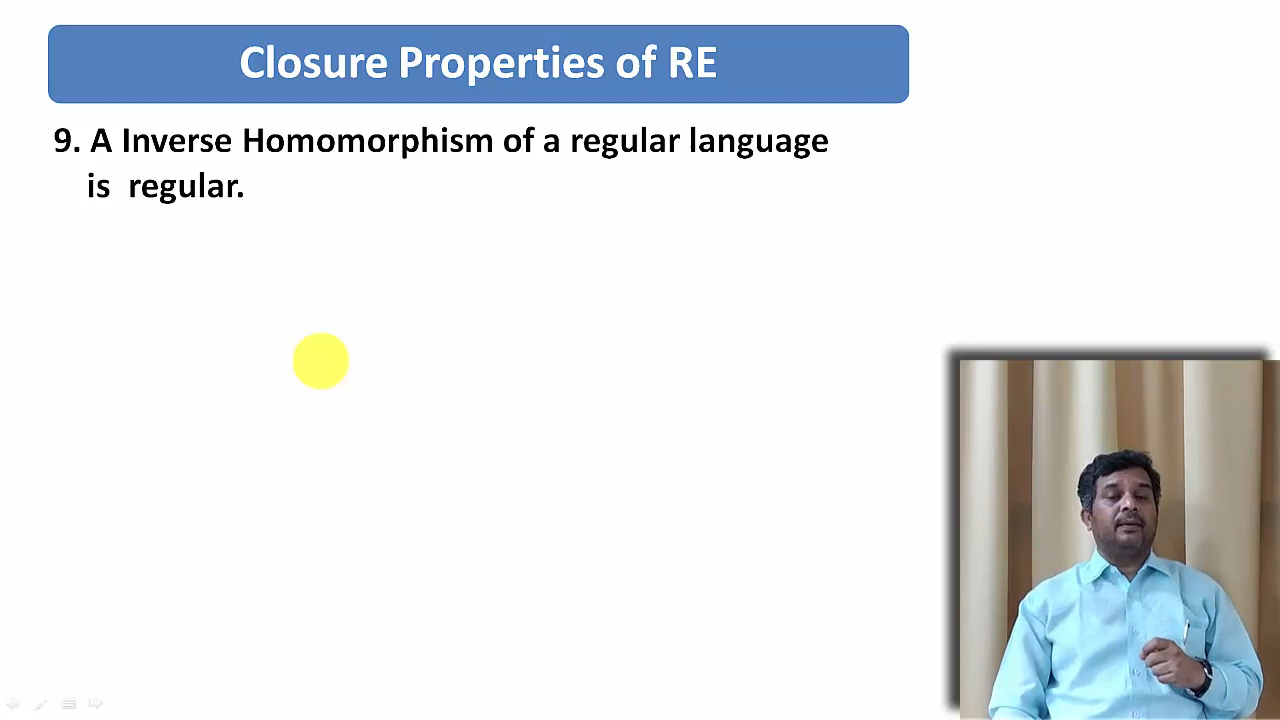 Closure Properties of RE
9. A Inverse Homomorphism of a regular language
is regular.